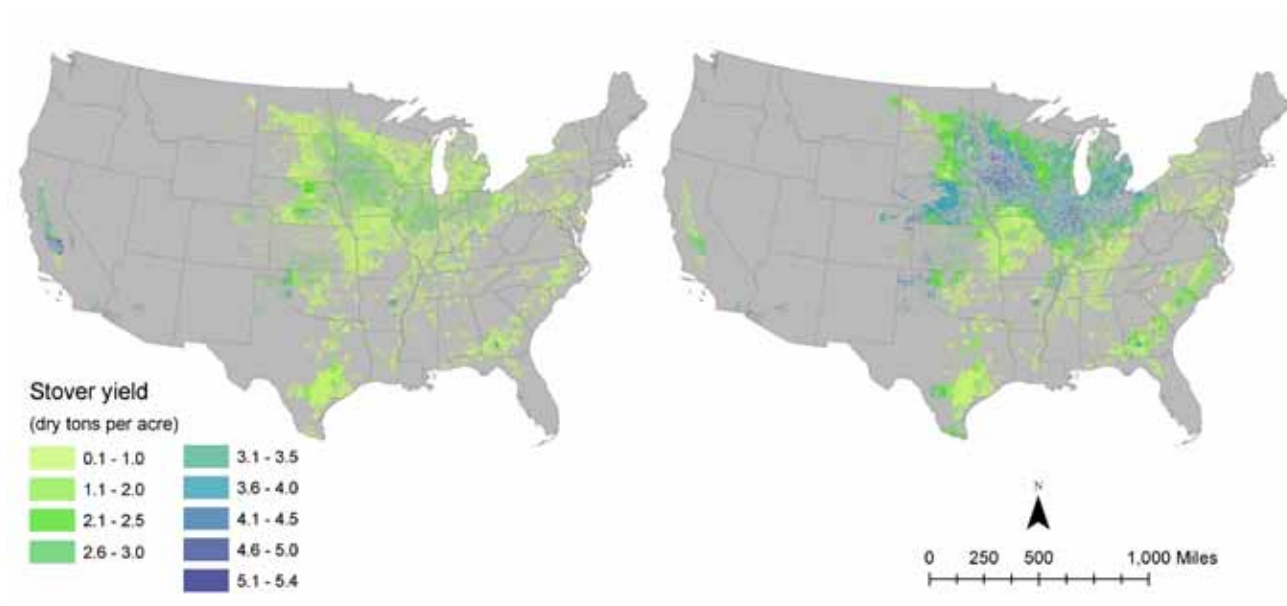 Stover yield
(dry tons per acre)
0.1 - 1.0
1.1 - 2.0
2.1 - 2.5
2.6 - 3.0
3.1 - 3.5
3.6 - 4.0
4.1 - 4.5
4.6 - 5.0
5.1 - 5.4
N
0 250 500 1,000 Miles